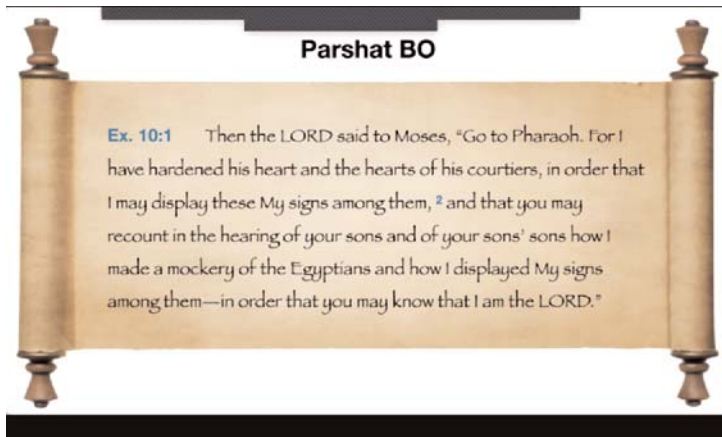 Parshat BO
Ex. 10:1 Then the LORD said to Moses, “Go to Pharaoh. For I
have hardened his heart and the hearts of his courtiers, in order that
I may display these My signs among them, 2 and that you may
recount in the hearing of your sons and of your sons’ sons how I
made a mockery of the Egyptians and how I displayed My signs
among them—in order that you may know that I am the LORD.”